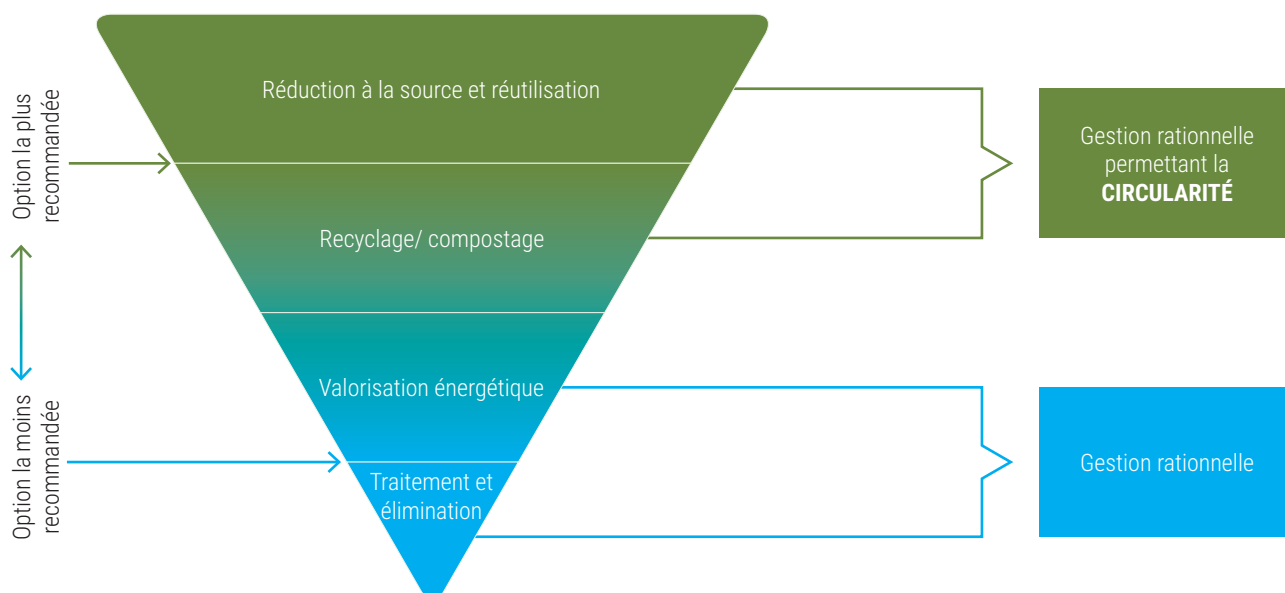 Option la plus
recommandée
Option la moins
recommandée
Réduction à la source et réutilisation
Recyclage/ compostage
Valorisation énergétique
Traitement et
élimination
Gestion rationnelle
permettant la
CIRCULARITÉ
Gestion rationnelle